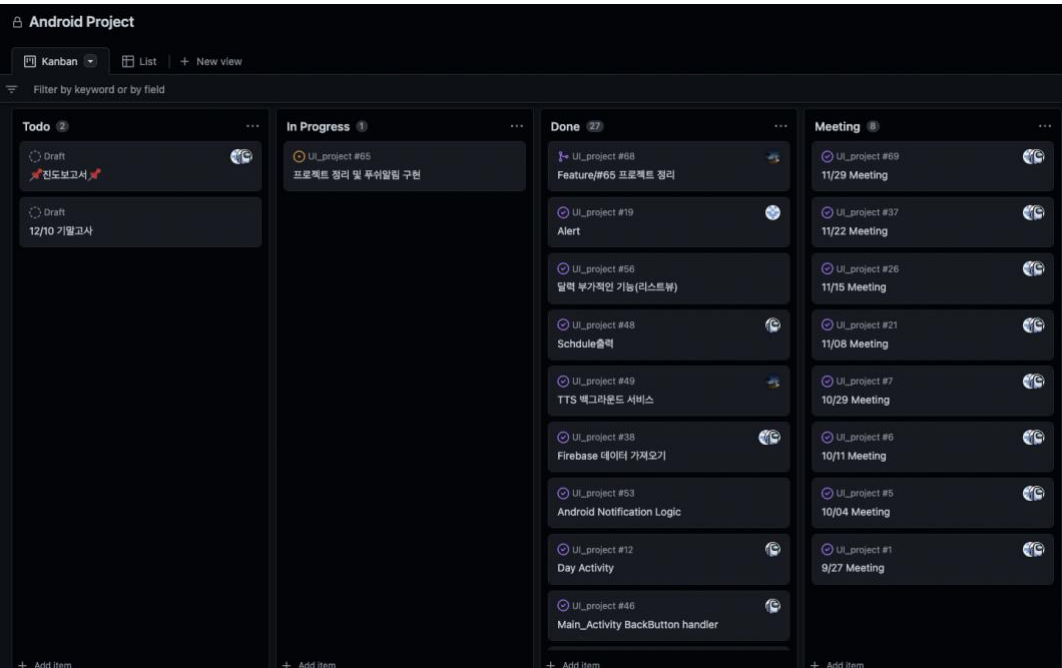 Android Project
Kanban
List
+ New view
Filter by keyword or by field
Todo 2
Draft
📌진도보고서📌
Draft
12/10 기말고사
+ Add item
In Progress 1
UI_project #65
프로젝트 정리 및 푸쉬알림 구현
+ Add item
Done 27
UI_project #68
Feature/#65 프로젝트 정리
UI_project #19
Alert
UI_project #56
달력 부가적인 기능(리스트뷰)
UI_project #48
Schdule출력
UI_project #49
TTS 백그라운드 서비스
UI_project #38
Firebase 데이터 가져오기
UI_project #53
Android Notification Logic
UI_project #12
Day Activity
UI_project #46
Main_Activity BackButton handler
+ Add item
Meeting 8
UI_project #69
11/29 Meeting
UI_project #37
11/22 Meeting
UI_project #26
11/15 Meeting
UI_project #21
11/08 Meeting
UI_project #7
10/29 Meeting
UI_project #6
10/11 Meeting
UI_project #5
10/04 Meeting
UI_project #1
9/27 Meeting
+ Add item